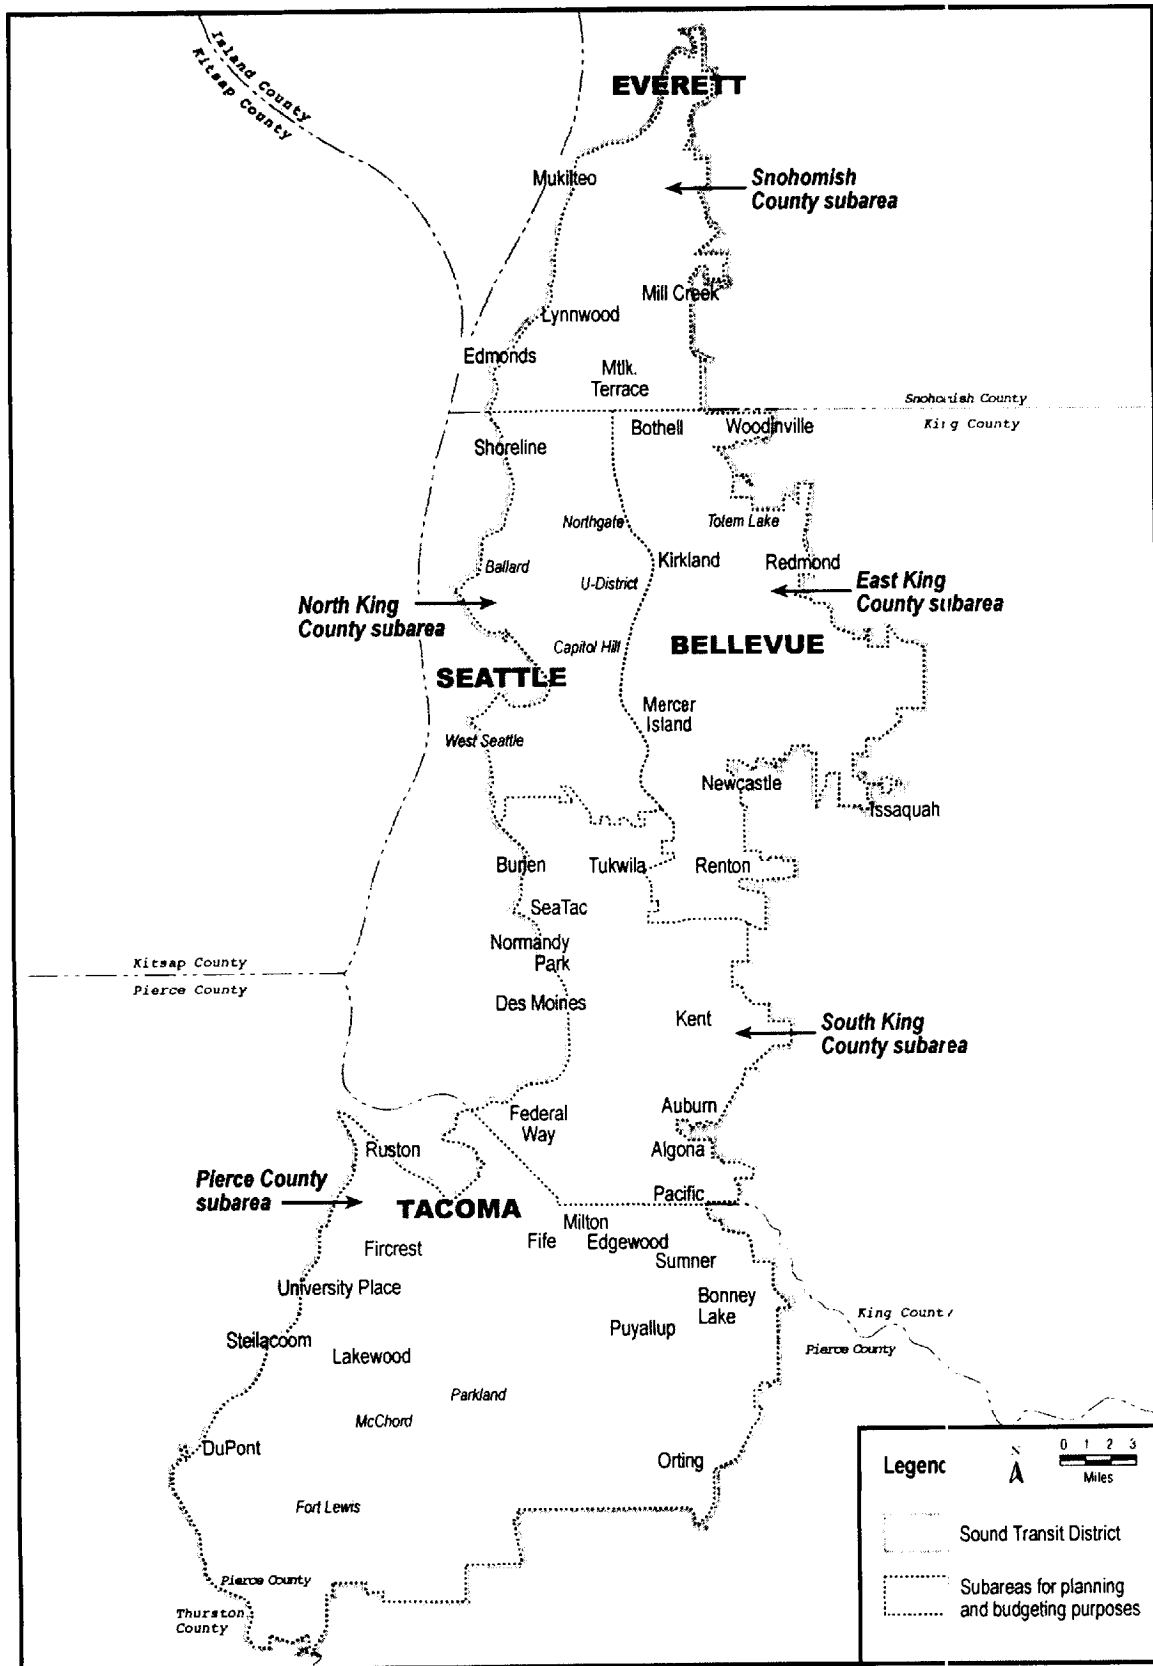 Island County
Kitsap County
EVERETT
Mukilteo
Snohomish
County subarea
Mill Creek
Lynnwood
Edmonds
Mtlk.
Terrace
Snohomish County
King County
Bothell
Woodinville
Shoreline
Northgate
Totem Lake
Ballard
Kirkland
Redmond
U-District
East King
County subarea
North King
County subarea
Capitol Hill
BELLEVUE
SEATTLE
Mercer
Island
West Seattle
Newcastle
Issaquah
Burien
Tukwila
Renton
SeaTac
Normandy
Park
Kitsap County
Pierce County
Des Moines
Kent
South King
County subarea
Auburn
Federal
Way
Algona
Ruston
Pierce County
subarea
Pacific
TACOMA
Milton
Fife
Edgewood
Fircrest
Sumner
University Place
Bonney
Lake
King County
Puyallup
Pierce County
Steilacoom
Lakewood
Parkland
McChord
DuPont
Orting
Fort Lewis
Pierce County
Thurston
County
Legend
N
0 1 2 3
Miles
Sound Transit District
Subareas for planning
and budgeting purposes